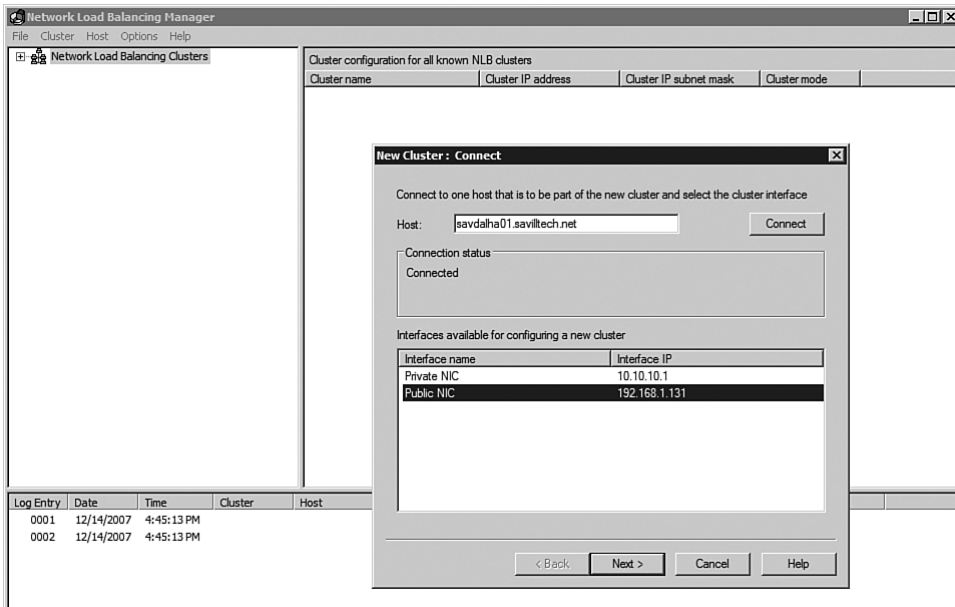 Network Load Balancing Manager
File Cluster Host Options Help
Network Load Balancing Clusters
Cluster configuration for all known NLB clusters
Cluster name Cluster IP address Cluster IP subnet mask Cluster mode
New Cluster : Connect
Connect to one host that is to be part of the new cluster and select the cluster interface
Host: savdalha01.savilltech.net Connect
Connection status
Connected
Interfaces available for configuring a new cluster
Interface name Interface IP
Private NIC 10.10.10.1
Public NIC 192.168.1.131
< Back Next > Cancel Help
Log Entry Date Time Cluster Host
0001 12/14/2007 4:45:13 PM
0002 12/14/2007 4:45:13 PM